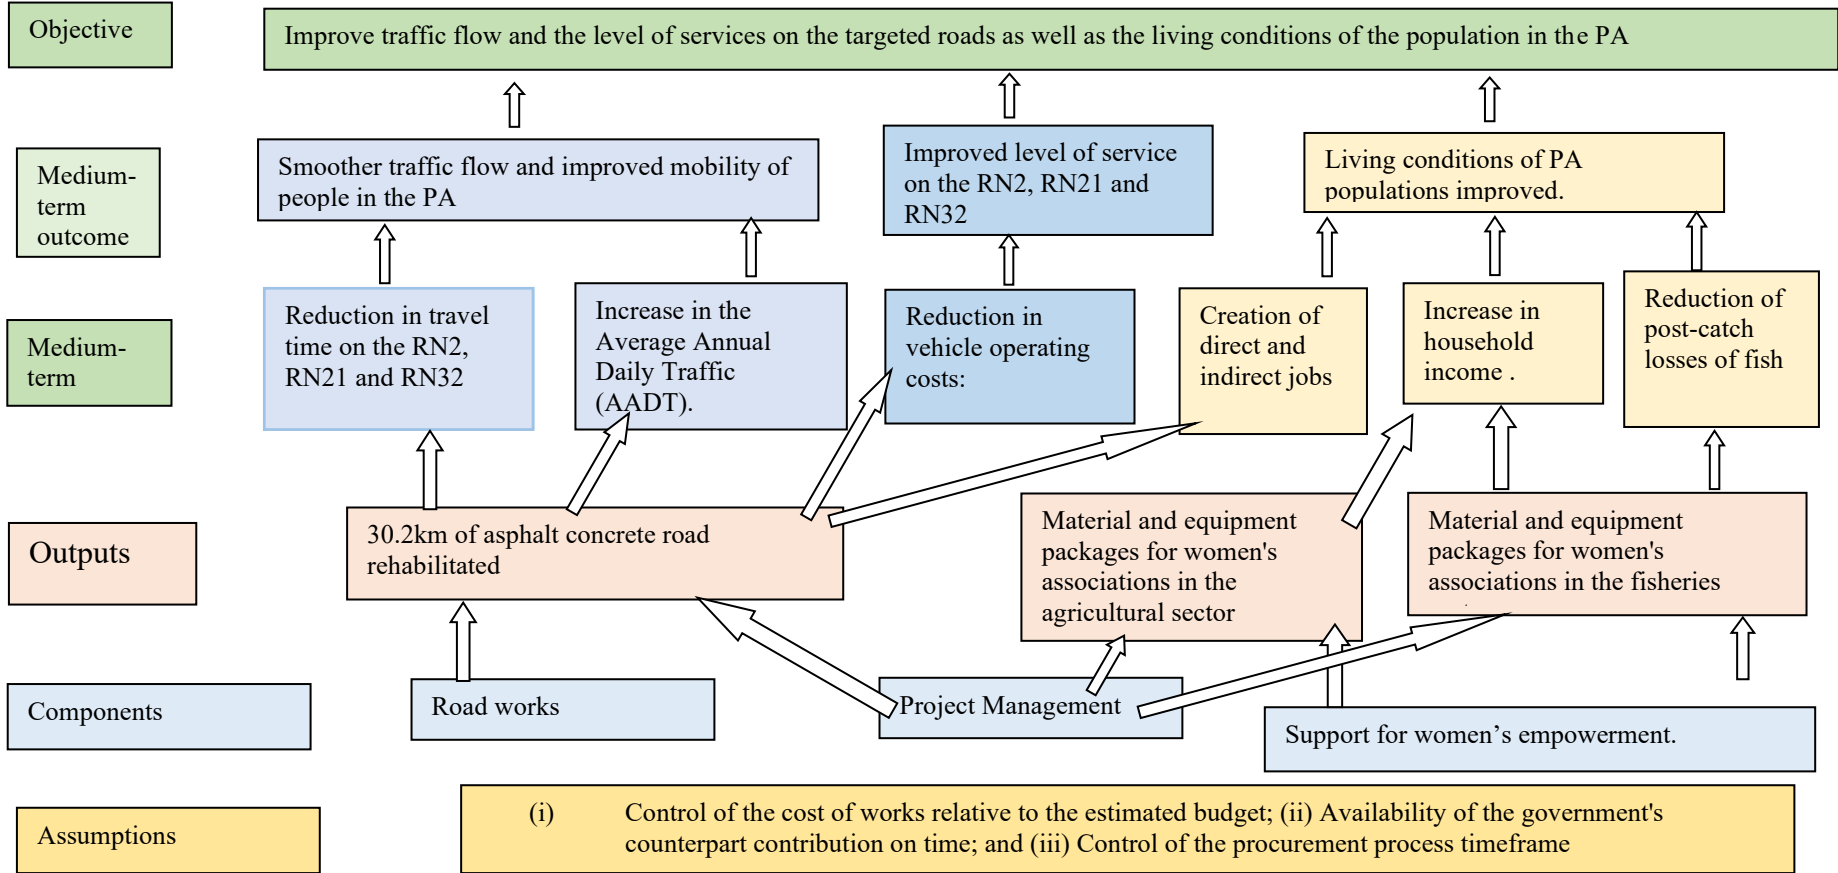 Objective
Improve traffic flow and the level of services on the targeted roads as well as the living conditions of the population in the PA
Medium-
term
outcome
Smoother traffic flow and improved mobility of
people in the PA
Improved level of service
on the RN2, RN21 and
RN32
Living conditions of PA
populations improved.
Medium-
term
Reduction in travel
time on the RN2,
RN21 and RN32
Increase in the
Average Annual
Daily Traffic
(AADT).
Reduction in
vehicle operating
costs:
Creation of
direct and
indirect jobs
Increase in
household
income .
Reduction of
post-catch
losses of fish
Outputs
30.2km of asphalt concrete road
rehabilitated
Material and equipment
packages for women's
associations in the
agricultural sector
Material and equipment
packages for women's
associations in the fisheries
Components
Road works
Project Management
Support for women’s empowerment.
Assumptions
(i) Control of the cost of works relative to the estimated budget; (ii) Availability of the government's
counterpart contribution on time; and (iii) Control of the procurement process timeframe